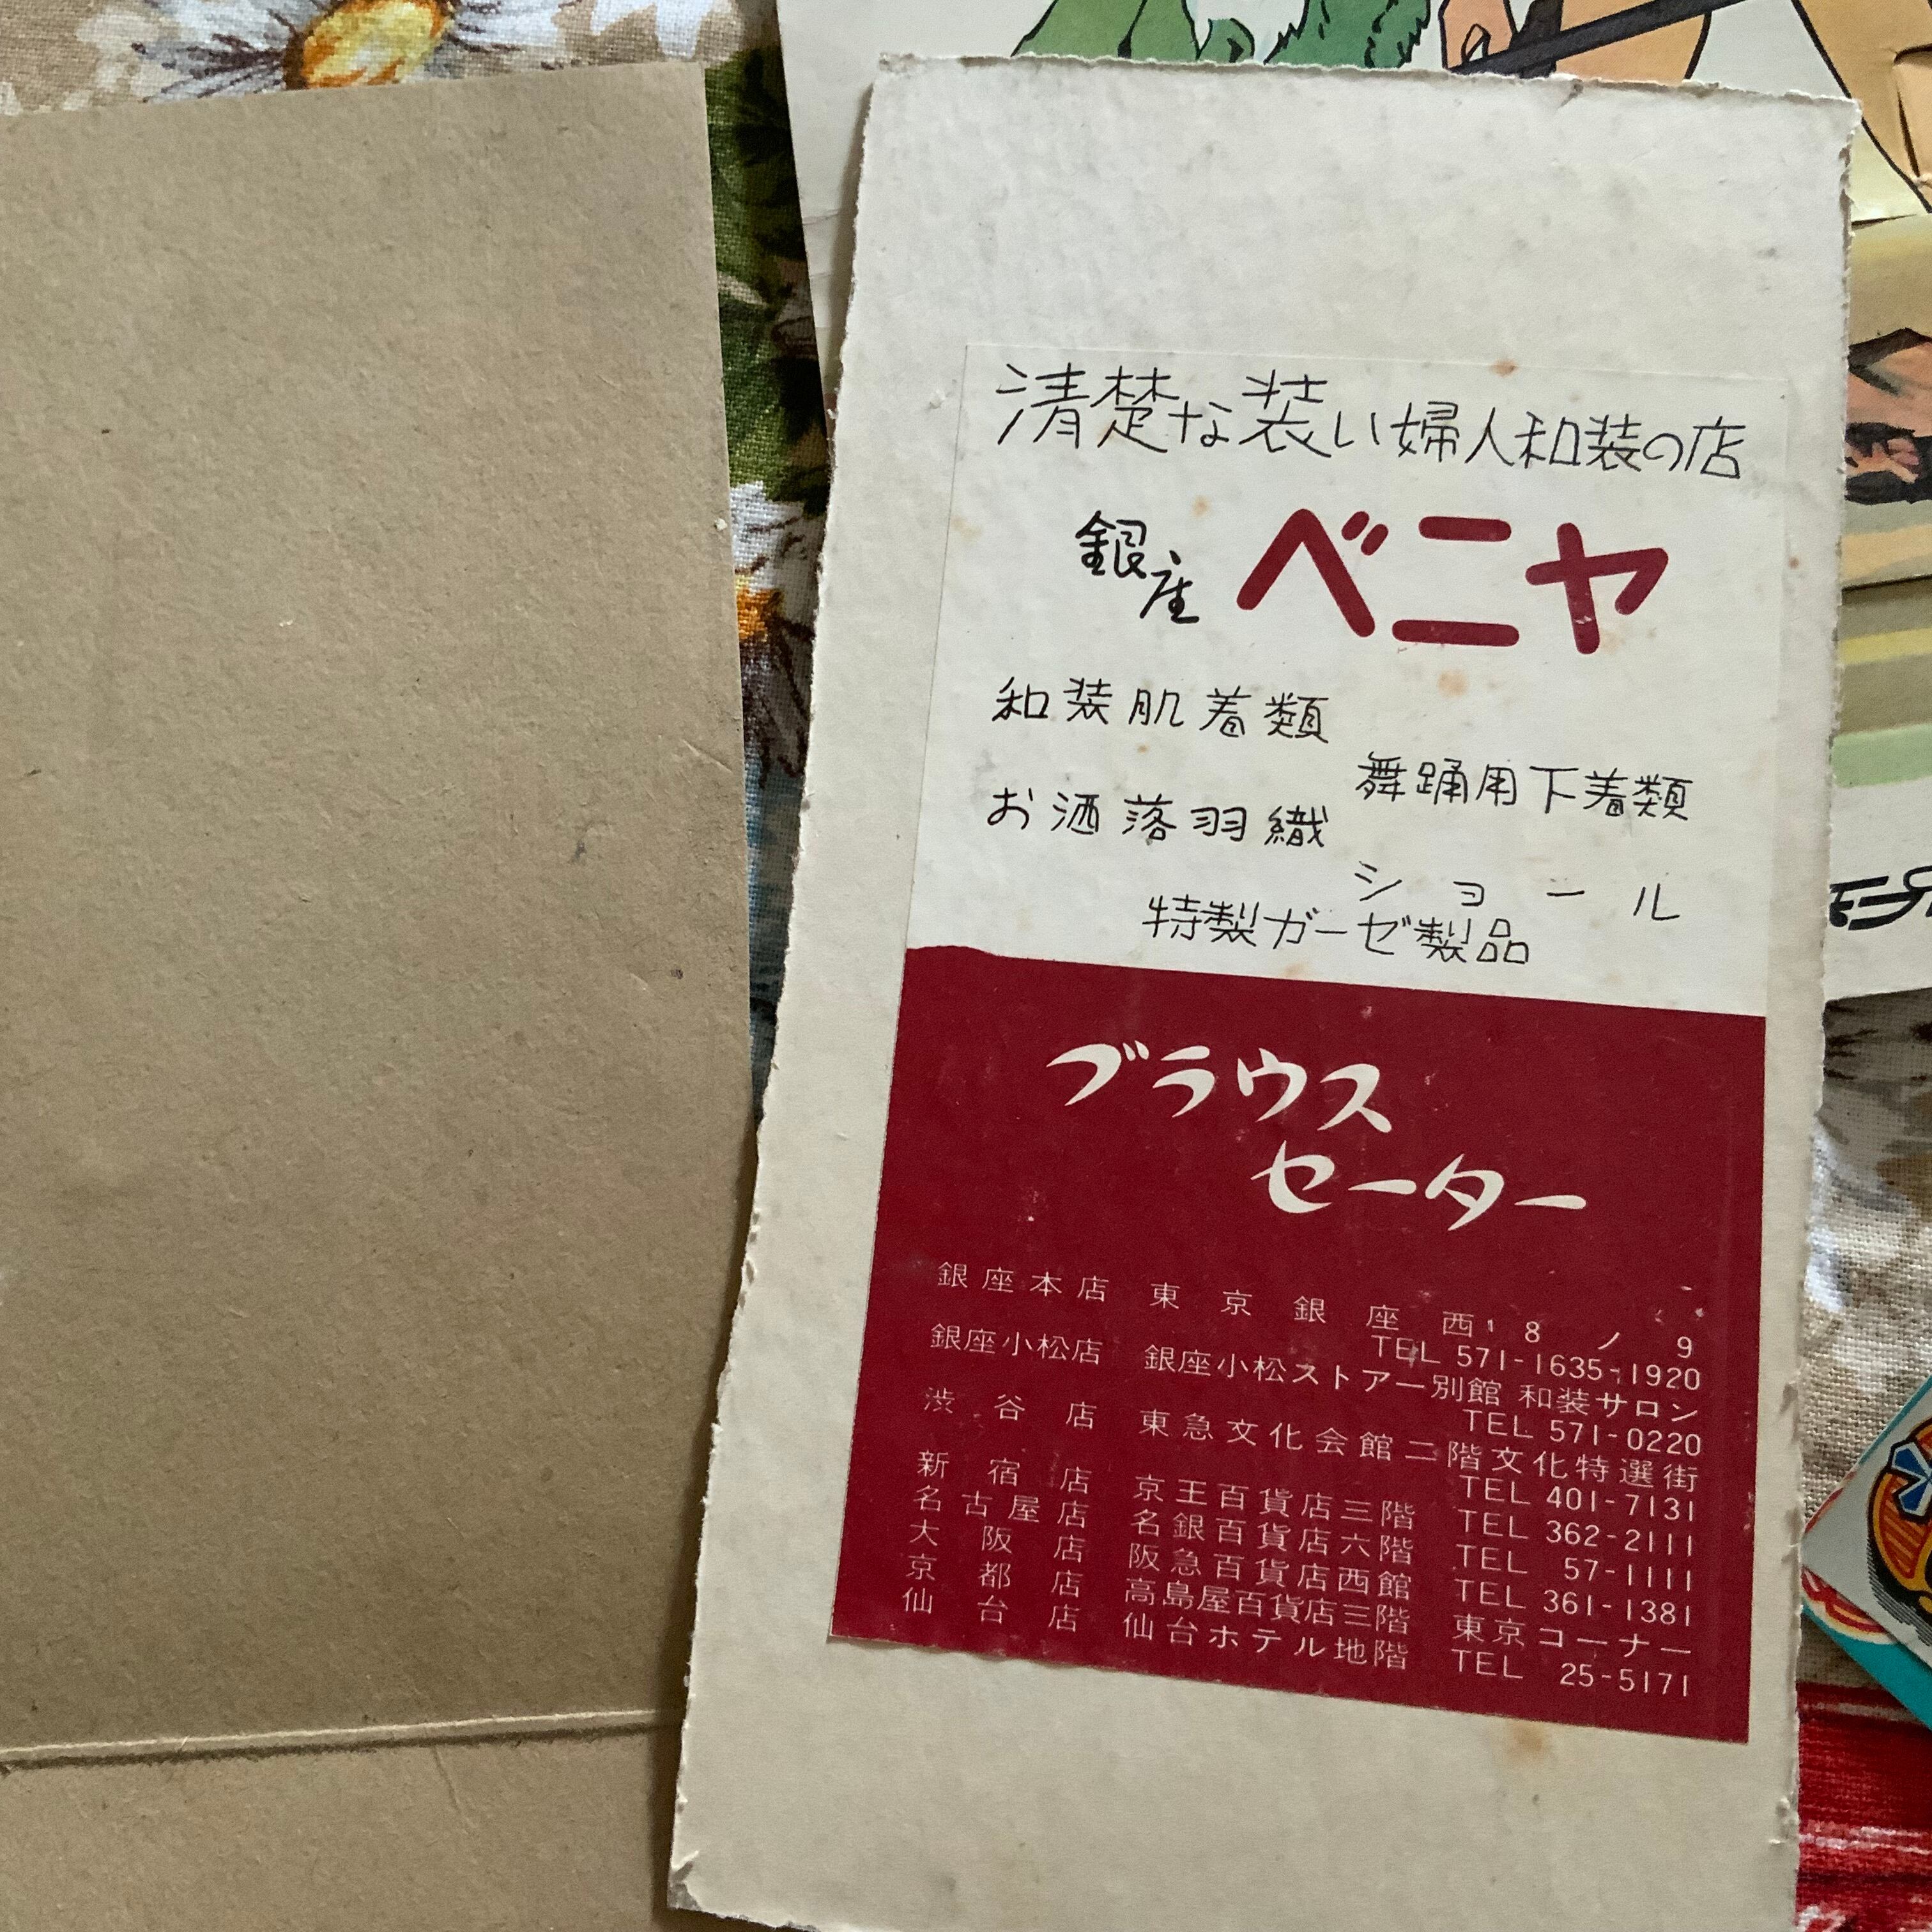 清楚な装い婦人和装の店
銀座 ベニヤ
和装肌着類
舞踊用下着類
お洒落羽織
ショール
特製ガーゼ製品
ブラウス
セーター
銀座本店 東京銀座西8ノ9
TEL 571-1635-1920
銀座小松店 銀座小松ストアー別館 和装サロン
TEL 571-0220
渋谷店 東急文化会館二階文化特選街
TEL 401-7131
新宿店 京王百貨店三階 TEL 362-2111
名古屋店 名銀百貨店六階 TEL 57-1111
大阪店 阪急百貨店西館 TEL 361-1381
京都店 高島屋百貨店三階 東京コーナー
仙台店 仙台ホテル地階 TEL 25-5171